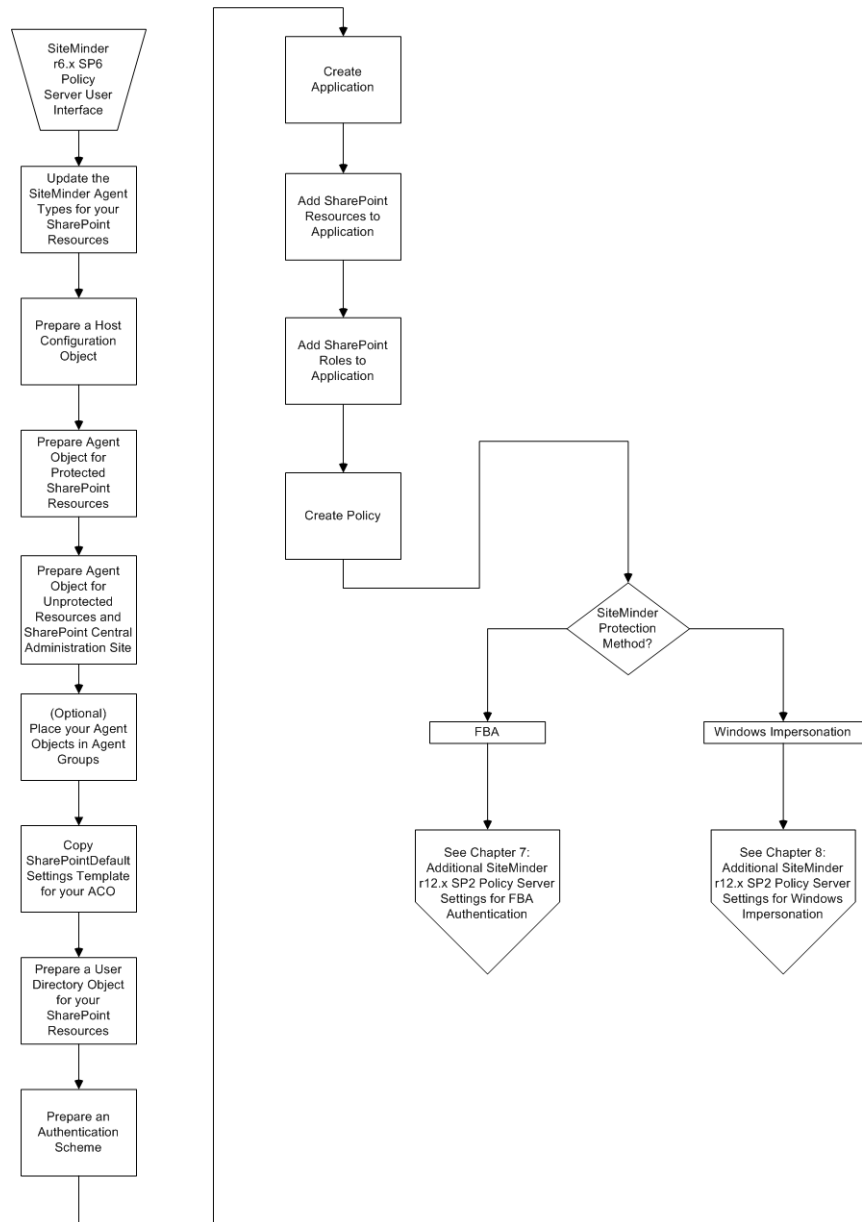 SiteMinder
r6.x SP6
Policy
Server User
Interface
Update the
SiteMinder Agent
Types for your
SharePoint
Resources
Prepare a Host
Configuration
Object
Prepare Agent
Object for
Protected
SharePoint
Resources
Prepare Agent
Object for
Unprotected
Resources and
SharePoint Central
Administration Site
(Optional)
Place your Agent
Objects in Agent
Groups
Copy
SharePointDefault
Settings Template
for your ACO
Prepare a User
Directory Object
for your
SharePoint
Resources
Prepare an
Authentication
Scheme
Create
Application
Add SharePoint
Resources to
Application
Add SharePoint
Roles to
Application
Create Policy
SiteMinder
Protection
Method?
FBA
Windows Impersonation
See Chapter 7:
Additional SiteMinder
r12.x SP2 Policy Server
Settings for FBA
Authentication
See Chapter 8:
Additional SiteMinder
r12.x SP2 Policy Server
Settings for Windows
Impersonation